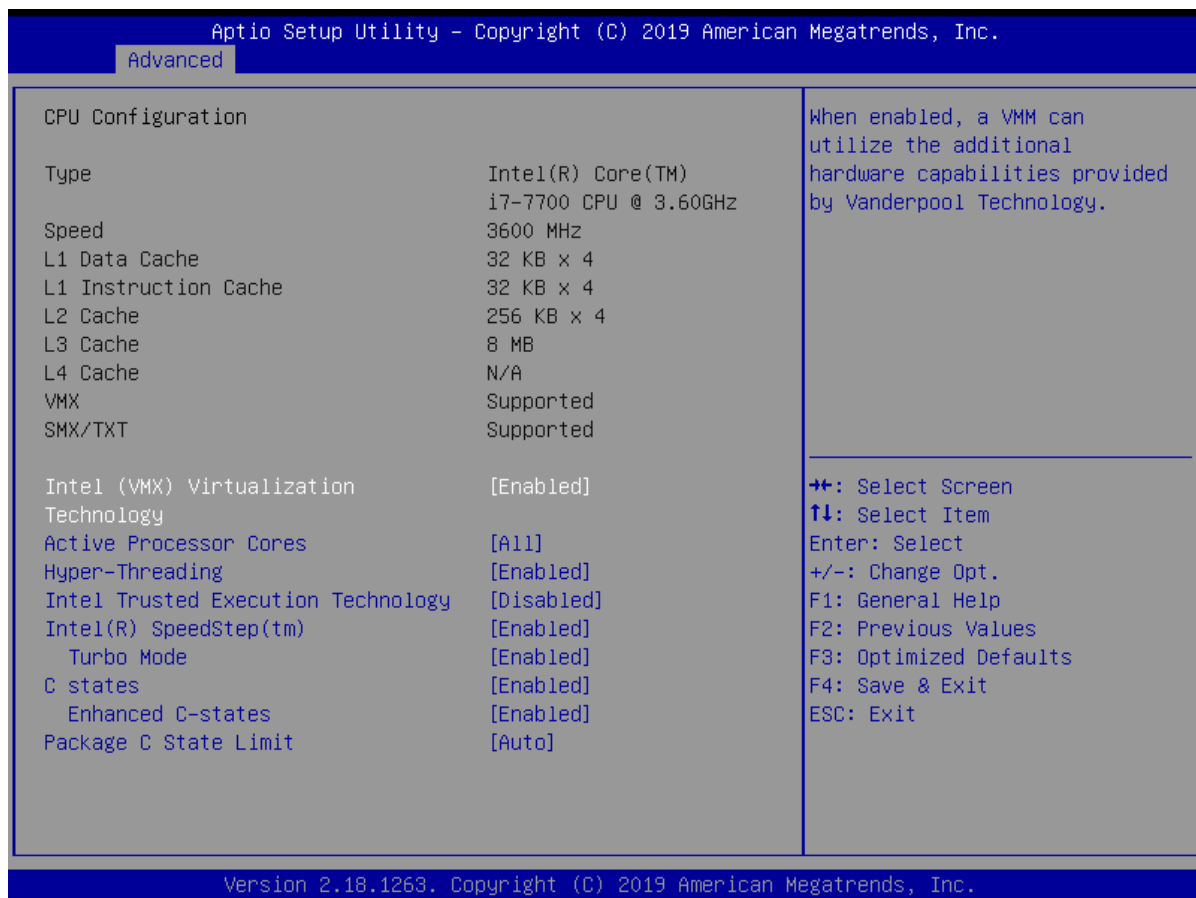 Aptio Setup Utility – Copyright (C) 2019 American Megatrends, Inc.
Advanced
CPU Configuration
Type Intel(R) Core(TM)
i7-7700 CPU @ 3.60GHz
Speed 3600 MHz
L1 Data Cache 32 KB x 4
L1 Instruction Cache 32 KB x 4
L2 Cache 256 KB x 4
L3 Cache 8 MB
L4 Cache N/A
VMX Supported
SMX/TXT Supported
Intel (VMX) Virtualization [Enabled]
Technology
Active Processor Cores [All]
Hyper-Threading [Enabled]
Intel Trusted Execution Technology [Disabled]
Intel(R) SpeedStep(tm) [Enabled]
Turbo Mode [Enabled]
C states [Enabled]
Enhanced C-states [Enabled]
Package C State Limit [Auto]
When enabled, a VMM can
utilize the additional
hardware capabilities provided
by Vanderpool Technology.
→←: Select Screen
↑↓: Select Item
Enter: Select
+/-: Change Opt.
F1: General Help
F2: Previous Values
F3: Optimized Defaults
F4: Save & Exit
ESC: Exit
Version 2.18.1263. Copyright (C) 2019 American Megatrends, Inc.